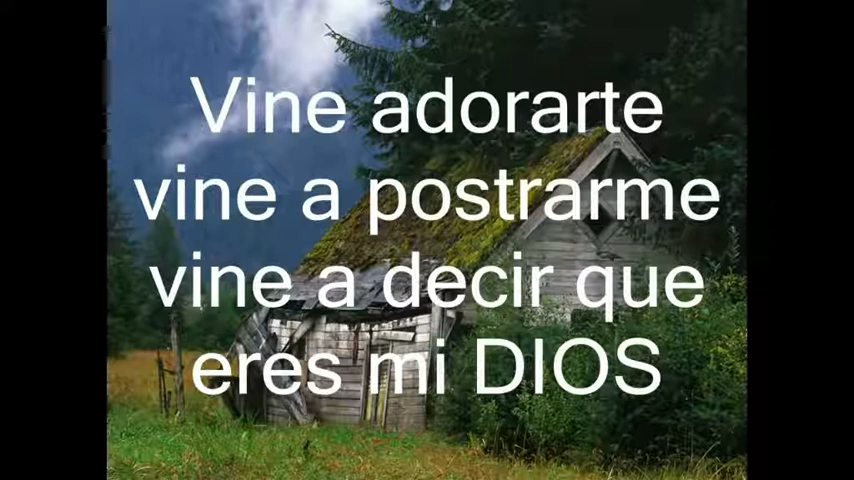 Vine adorarte
vine a postrarme
vine a decir que
eres mi DIOS